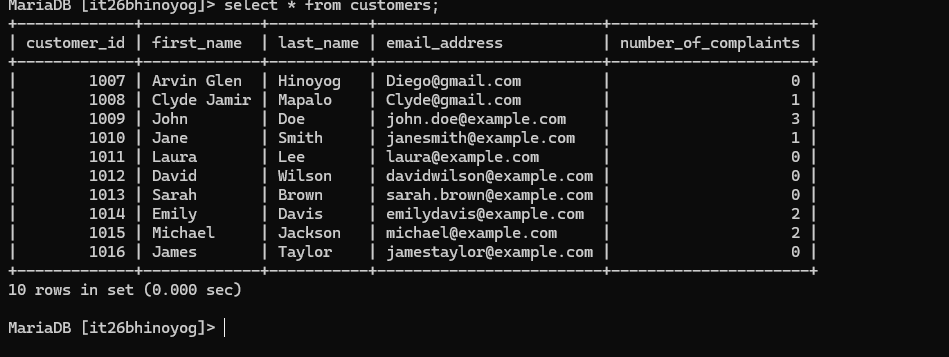 MariaDB [it26bhinoyog]> select * from customers;
+-------------+-------------+-----------+-------------------------+----------------------+
| customer_id | first_name  | last_name | email_address           | number_of_complaints |
+-------------+-------------+-----------+-------------------------+----------------------+
|        1007 | Arvin Glen  | Hinoyog   | Diego@gmail.com         |                    0 |
|        1008 | Clyde Jamir | Mapalo    | Clyde@gmail.com         |                    1 |
|        1009 | John        | Doe       | john.doe@example.com    |                    3 |
|        1010 | Jane        | Smith     | janesmith@example.com   |                    1 |
|        1011 | Laura       | Lee       | laura@example.com       |                    0 |
|        1012 | David       | Wilson    | davidwilson@example.com |                    0 |
|        1013 | Sarah       | Brown     | sarah.brown@example.com |                    0 |
|        1014 | Emily       | Davis     | emilydavis@example.com  |                    2 |
|        1015 | Michael     | Jackson   | michael@example.com     |                    2 |
|        1016 | James       | Taylor    | jamestaylor@example.com |                    0 |
+-------------+-------------+-----------+-------------------------+----------------------+
10 rows in set (0.000 sec)
MariaDB [it26bhinoyog]>